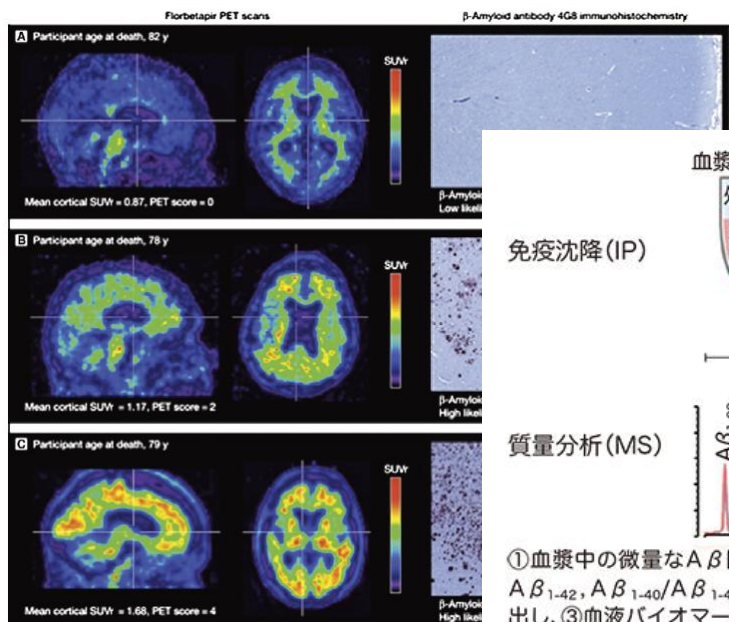 Florbetapir PET scans
β-Amyloid antibody 4G8 immunohistochemistry
A Participant age at death, 82 y
SUVr
Mean cortical SUVr = 0.87, PET score = 0
β-Amyloid
Low
B Participant age at death, 78 y
SUVr
Mean cortical SUVr = 1.17, PET score = 2
β-Amyloid
High
C Participant age at death, 79 y
SUVr
Mean cortical SUVr = 1.68, PET score = 4
β-Amyloid
High
血漿
免疫沈降(IP)
質量分析(MS)
①血漿中の微量なAβ
Aβ₁₋₄₂, Aβ₁₋₄₀/Aβ₁₋₄
出し、③血液バイオマー